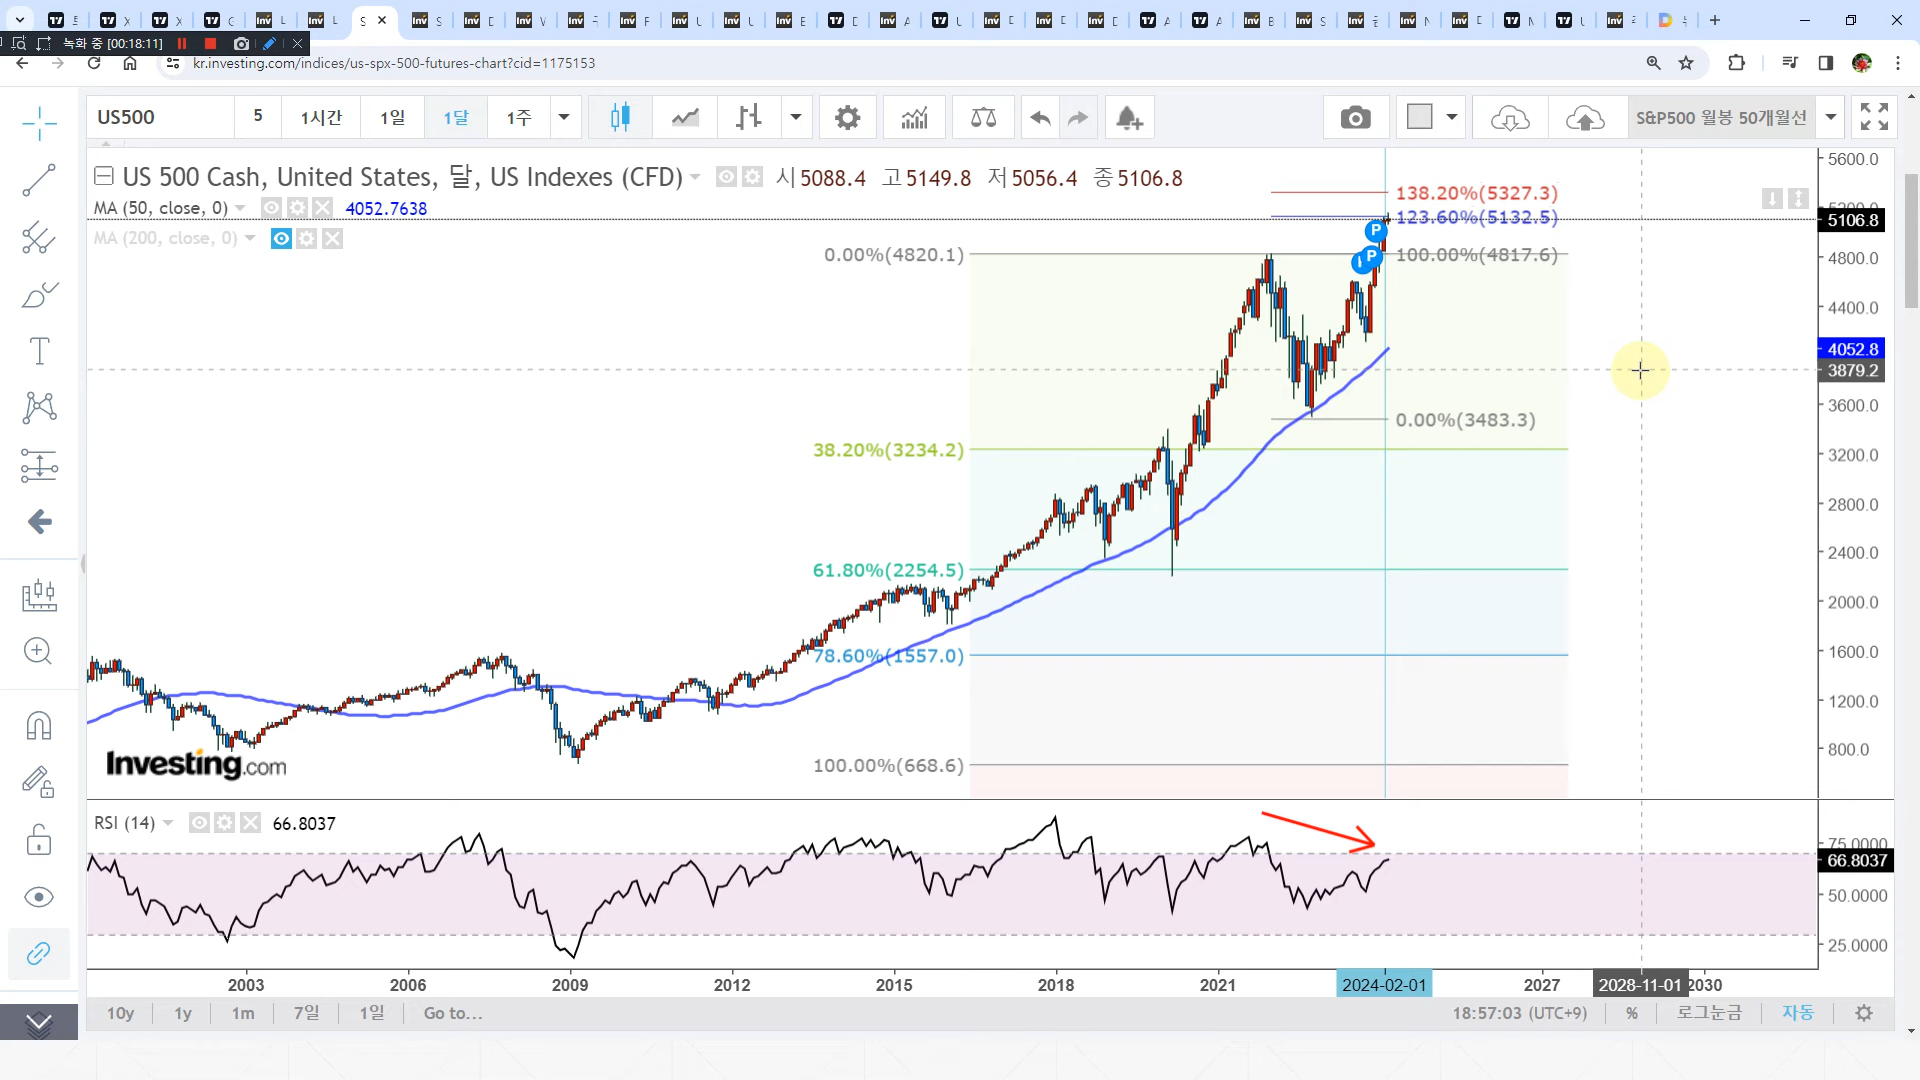 녹화 중 [00:18:11]
kr.investing.com/indices/us-spx-500-futures-chart?cid=1175153
US500 5 1시간 1일 1달 1주 S&P500 월봉 50개월선
US 500 Cash, United States, 달, US Indexes (CFD) 시 5088.4 고 5149.8 저 5056.4 종 5106.8
MA (50, close, 0) 4052.7638
MA (200, close, 0)
138.20%(5327.3)
123.60%(5132.5)
100.00%(4817.6)
0.00%(3483.3)
0.00%(4820.1)
38.20%(3234.2)
61.80%(2254.5)
78.60%(1557.0)
100.00%(668.6)
P
P
5600.0
5106.8
4800.0
4400.0
4052.8
3879.2
3600.0
3200.0
2800.0
2400.0
2000.0
1600.0
1200.0
800.0
Investing.com
RSI (14) 66.8037
75.0000
66.8037
50.0000
25.0000
2003 2006 2009 2012 2015 2018 2021 2024-02-01 2027 2028-11-01 2030
10y 1y 1m 7일 1일 Go to... 18:57:03 (UTC+9) % 로그눈금 자동